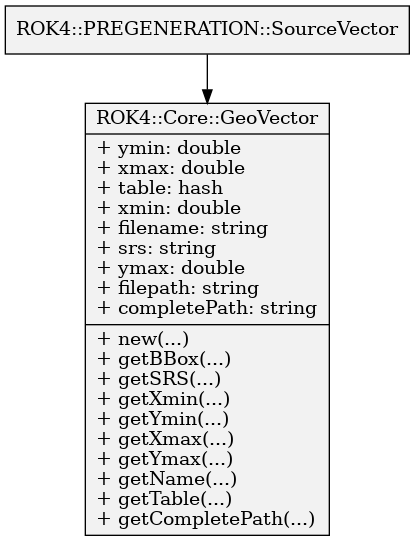 ROK4::PREGENERATION::SourceVector
ROK4::Core::GeoVector
+ ymin: double
+ xmax: double
+ table: hash
+ xmin: double
+ filename: string
+ srs: string
+ ymax: double
+ filepath: string
+ completePath: string
+ new(...)
+ getBBox(...)
+ getSRS(...)
+ getXmin(...)
+ getYmin(...)
+ getXmax(...)
+ getYmax(...)
+ getName(...)
+ getTable(...)
+ getCompletePath(...)